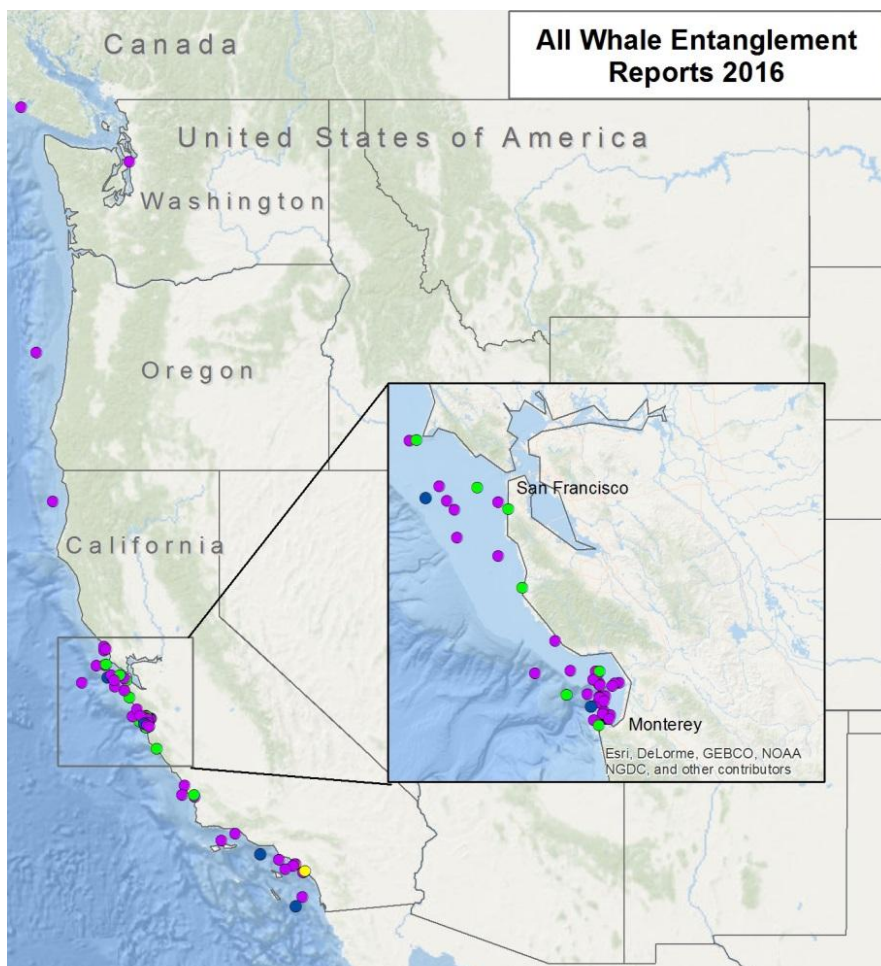 All Whale Entanglement
Reports 2016
Canada
United States of America
Washington
Oregon
California
San Francisco
Monterey
Esri, DeLorme, GEBCO, NOAA
NGDC, and other contributors